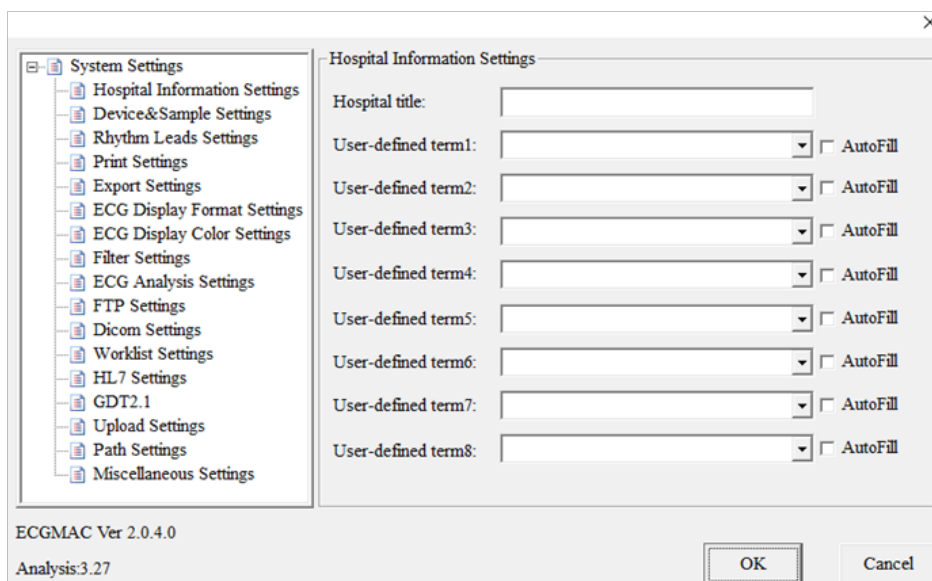 System Settings
Hospital Information Settings
Device&Sample Settings
Rhythm Leads Settings
Print Settings
Export Settings
ECG Display Format Settings
ECG Display Color Settings
Filter Settings
ECG Analysis Settings
FTP Settings
Dicom Settings
Worklist Settings
HL7 Settings
GDT2.1
Upload Settings
Path Settings
Miscellaneous Settings
Hospital Information Settings
Hospital title:
User-defined term1: AutoFill
User-defined term2: AutoFill
User-defined term3: AutoFill
User-defined term4: AutoFill
User-defined term5: AutoFill
User-defined term6: AutoFill
User-defined term7: AutoFill
User-defined term8: AutoFill
ECGMAC Ver 2.0.4.0
Analysis:3.27
OK Cancel